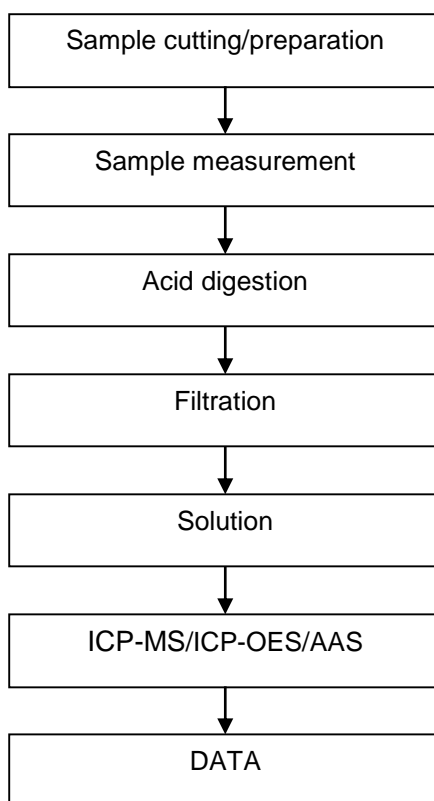 Sample cutting/preparation
Sample measurement
Acid digestion
Filtration
Solution
ICP-MS/ICP-OES/AAS
DATA